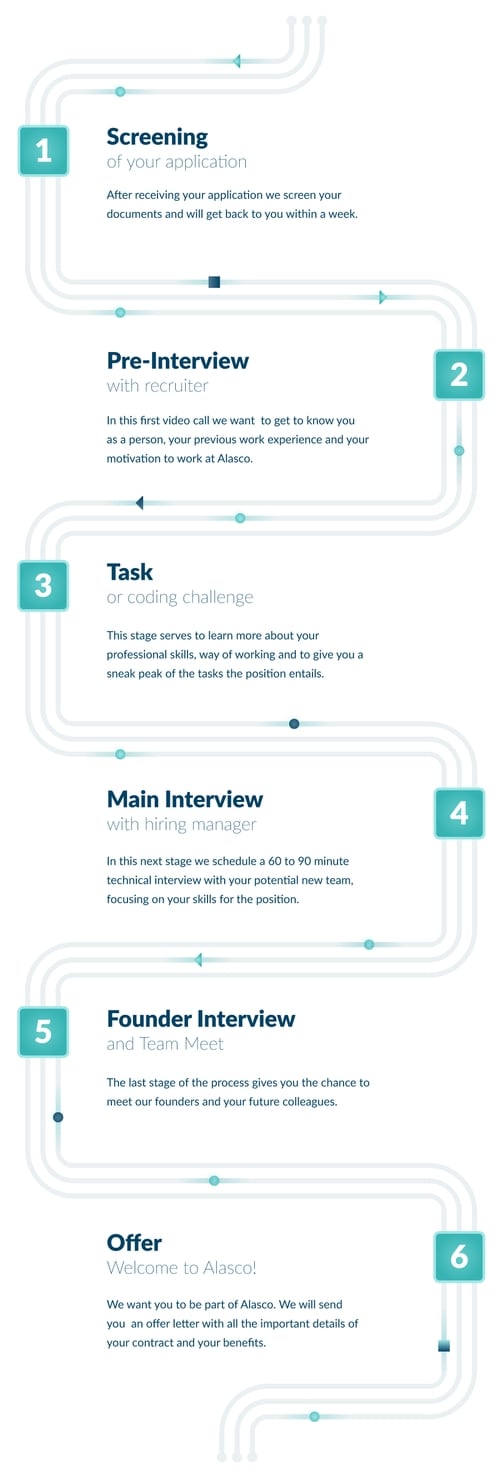 1
Screening
of your application
After receiving your application we screen your
documents and will get back to you within a week.
2
Pre-Interview
with recruiter
In this first video call we want  to get to know you
as a person, your previous work experience and your
motivation to work at Alasco.
3
Task
or coding challenge
This stage serves to learn more about your
professional skills, way of working and to give you a
sneak peak of the tasks the position entails.
4
Main Interview
with hiring manager
In this next stage we schedule a 60 to 90 minute
technical interview with your potential new team,
focusing on your skills for the position.
5
Founder Interview
and Team Meet
The last stage of the process gives you the chance to
meet our founders and your future colleagues.
6
Offer
Welcome to Alasco!
We want you to be part of Alasco. We will send
you  an offer letter with all the important details of
your contract and your benefits.